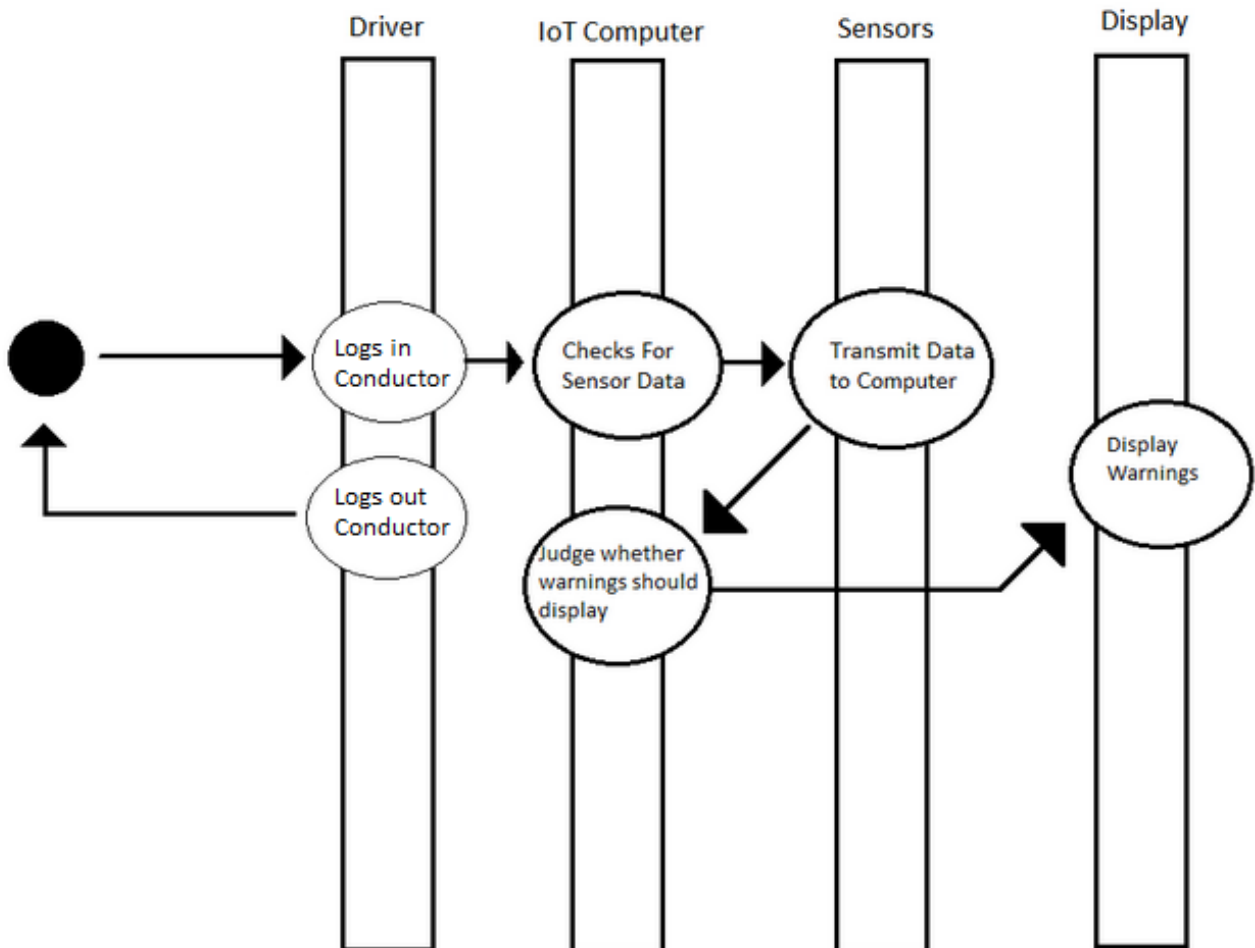 Driver
IoT Computer
Sensors
Display
Logs in
Conductor
Checks For
Sensor Data
Transmit Data
to Computer
Display
Warnings
Logs out
Conductor
Judge whether
warnings should
display